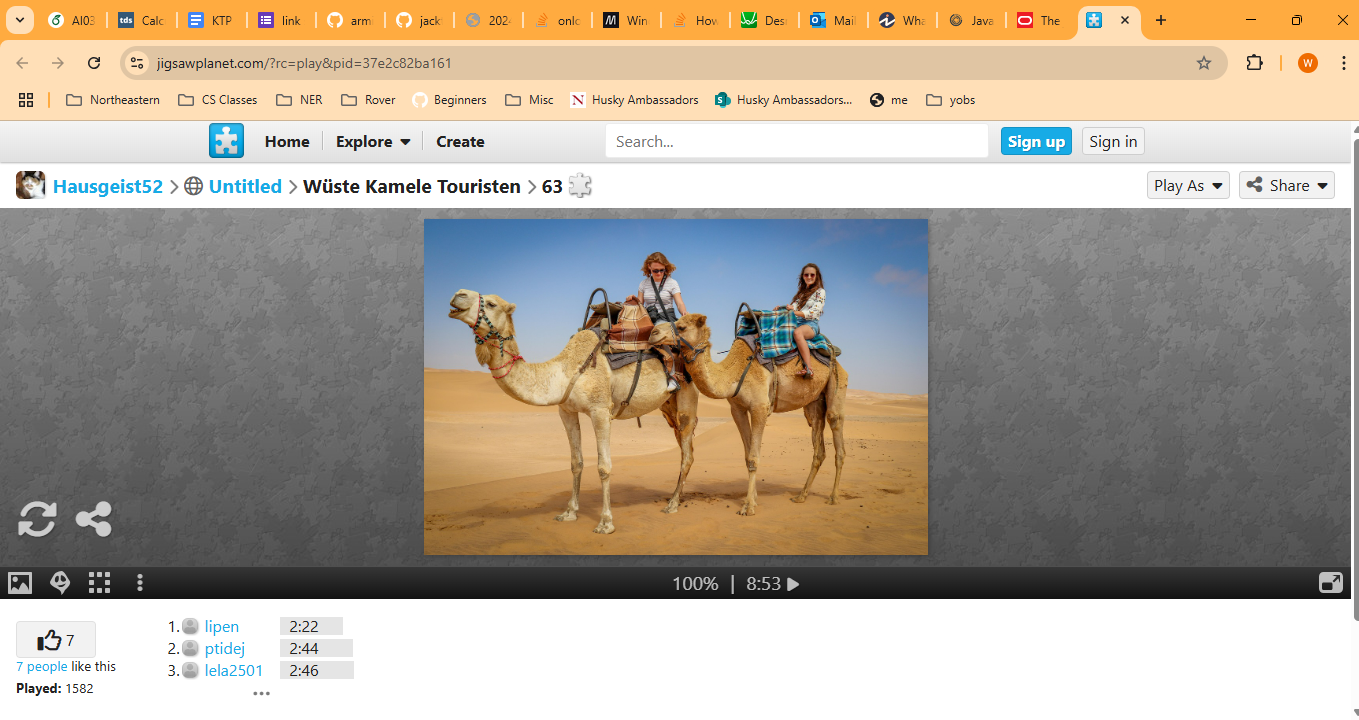 AI03 Calc KTP link arm jack 2024 onlc Win How Desi Mail Wha Java The
jigsawplanet.com/?rc=play&pid=37e2c82ba161 W
Northeastern CS Classes NER Rover Beginners Misc Husky Ambassadors Husky Ambassadors... me yobs
Home Explore Create Search... Sign up Sign in
Hausgeist52 Untitled Wüste Kamele Touristen 63 Play As Share
100% | 8:53
7
7 people like this
Played: 1582
1. lipen 2:22
2. ptidej 2:44
3. lela2501 2:46